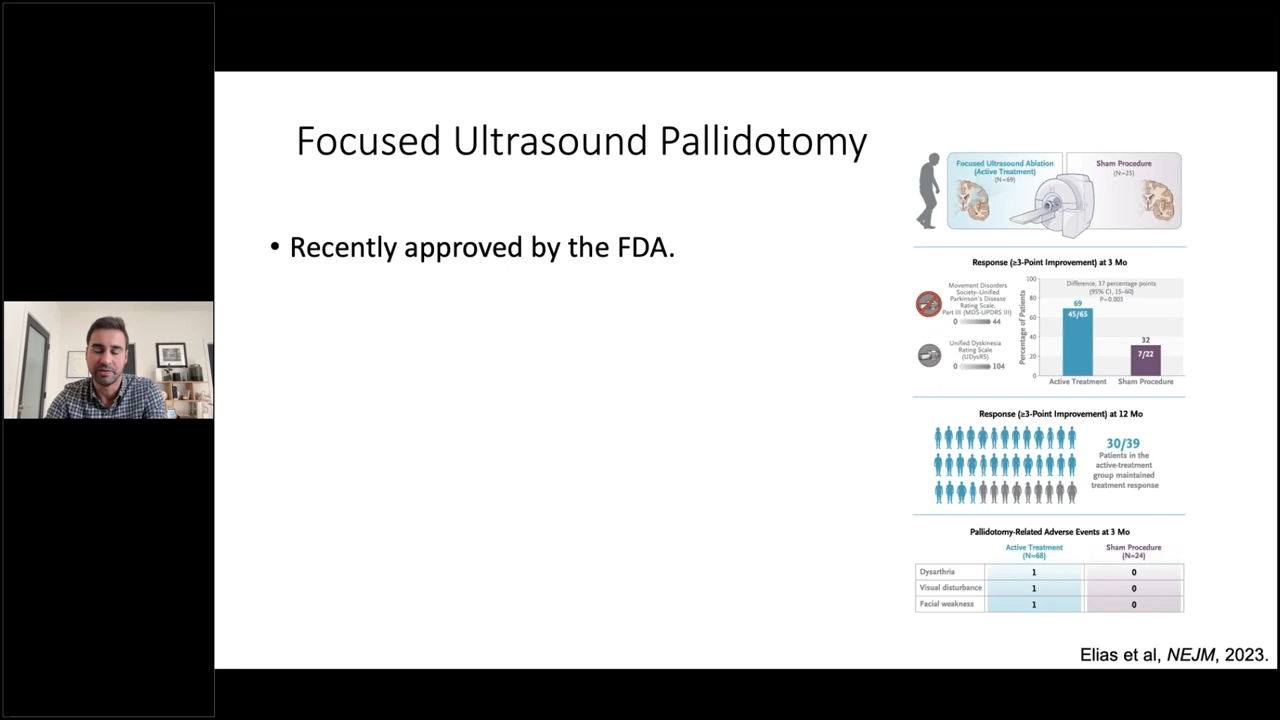 Focused Ultrasound Pallidotomy
• Recently approved by the FDA.
Focused Ultrasound Ablation
(Active Treatment)
(N=69)
Sham Procedure
(N=25)
Response (≥3-Point Improvement) at 3 Mo
Movement Disorders
Society–Unified
Parkinson's Disease
Rating Scale,
Part III (MDS-UPDRS III)
0 44
Unified Dyskinesia
Rating Scale
(UDysRS)
0 104
Percentage of Patients
100
80
60
40
20
0
Difference, 37 percentage points
(95% CI, 15–60)
P=0.003
69
45/65
32
7/22
Active Treatment
Sham Procedure
Response (≥3-Point Improvement) at 12 Mo
30/39
Patients in the
active-treatment
group maintained
treatment response
Pallidotomy-Related Adverse Events at 3 Mo
Active Treatment
(N=68)
Sham Procedure
(N=24)
Dysarthria 1 0
Visual disturbance 1 0
Facial weakness 1 0
Elias et al, NEJM, 2023.